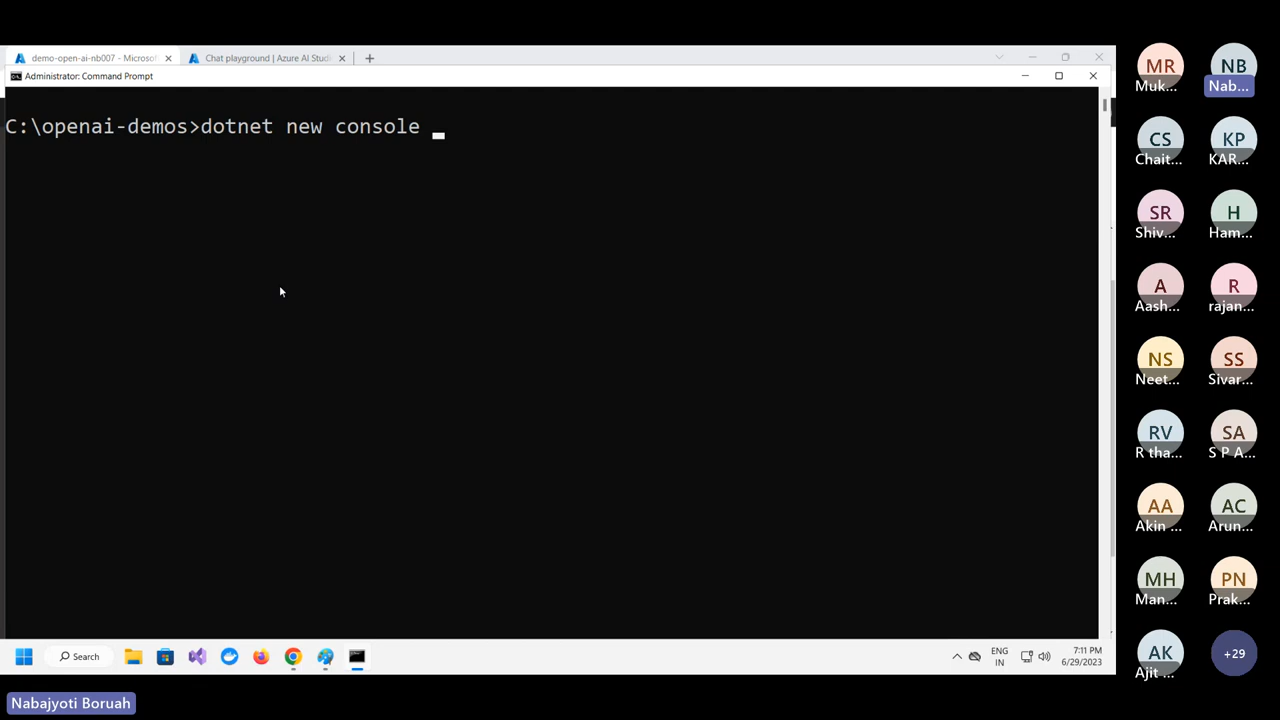 demo-open-ai-nb007 - Microsof
Chat playground | Azure AI Studi
Administrator: Command Prompt
C:\openai-demos>dotnet new console
Search
ENG
IN
7:11 PM
6/29/2023
Nabajyoti Boruah
MR
Muk...
NB
Nab...
CS
Chait...
KP
KAR...
SR
Shiv...
H
Ham...
A
Aash...
R
rajan...
NS
Neet...
SS
Sivar...
RV
R tha...
SA
S P A...
AA
Akin ...
AC
Arun...
MH
Man...
PN
Prak...
AK
Ajit ...
+29